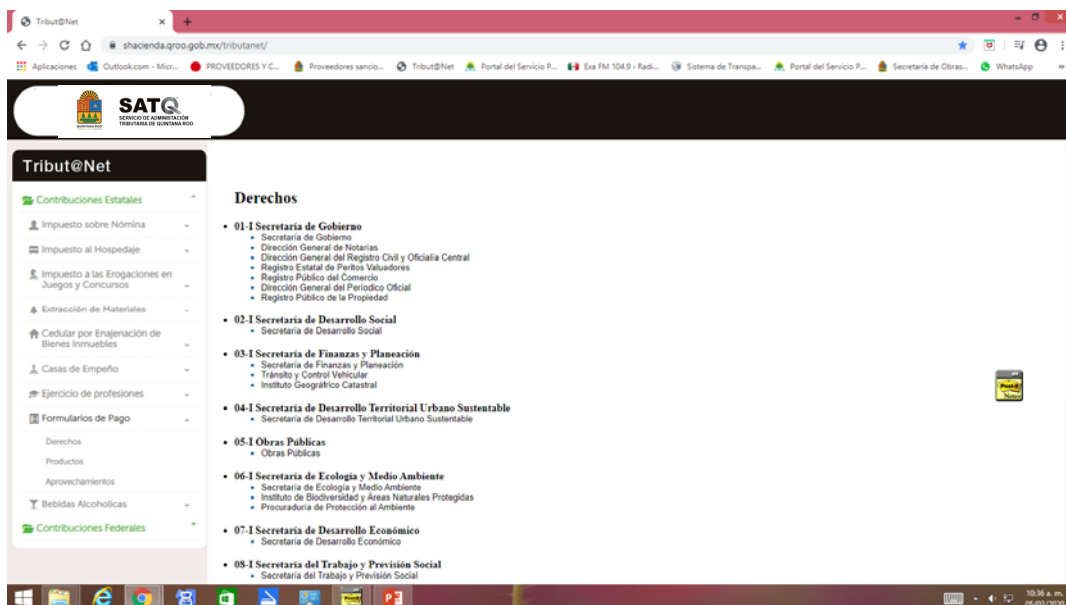 Tribut@Net
shacienda.qroo.gob.mx/tributanet/
Aplicaciones
Outlook.com - Micr...
PROVEEDORES Y C...
Proveedores sancio...
Tribut@Net
Portal del Servicio P...
Exa FM 104.9 - Radi...
Sistema de Transpa...
Portal del Servicio P...
Secretaría de Obras...
WhatsApp
QUINTANA ROO
SATQ
SERVICIO DE ADMINISTRACIÓN
TRIBUTARIA DE QUINTANA ROO
Tribut@Net
Contribuciones Estatales
Impuesto sobre Nómina
Impuesto al Hospedaje
Impuesto a las Erogaciones en
Juegos y Concursos
Extracción de Materiales
Cedular por Enajenación de
Bienes Inmuebles
Casas de Empeño
Ejercicio de profesiones
Formularios de Pago
Derechos
Productos
Aprovechamientos
Bebidas Alcoholicas
Contribuciones Federales
Derechos
01-I Secretaría de Gobierno
Secretaría de Gobierno
Dirección General de Notarías
Dirección General del Registro Civil y Oficialia Central
Registro Estatal de Peritos Valuadores
Registro Público del Comercio
Dirección General del Periodico Oficial
Registro Público de la Propiedad
02-I Secretaría de Desarrollo Social
Secretaría de Desarrollo Social
03-I Secretaría de Finanzas y Planeación
Secretaría de Finanzas y Planeación
Tránsito y Control Vehicular
Instituto Geográfrico Catastral
04-I Secretaría de Desarrollo Territorial Urbano Sustentable
Secretaría de Desarrollo Territorial Urbano Sustentable
05-I Obras Públicas
Obras Públicas
06-I Secretaría de Ecología y Medio Ambiente
Secretaría de Ecología y Medio Ambiente
Instituto de Biodiversidad y Áreas Naturales Protegidas
Procuraduría de Protección al Ambiente
07-I Secretaría de Desarrollo Económico
Secretaría de Desarrollo Económico
08-I Secretaría del Trabajo y Previsión Social
Secretaría del Trabajo y Previsión Social
Post-it
Notes
10:36 a. m.
05/02/2020